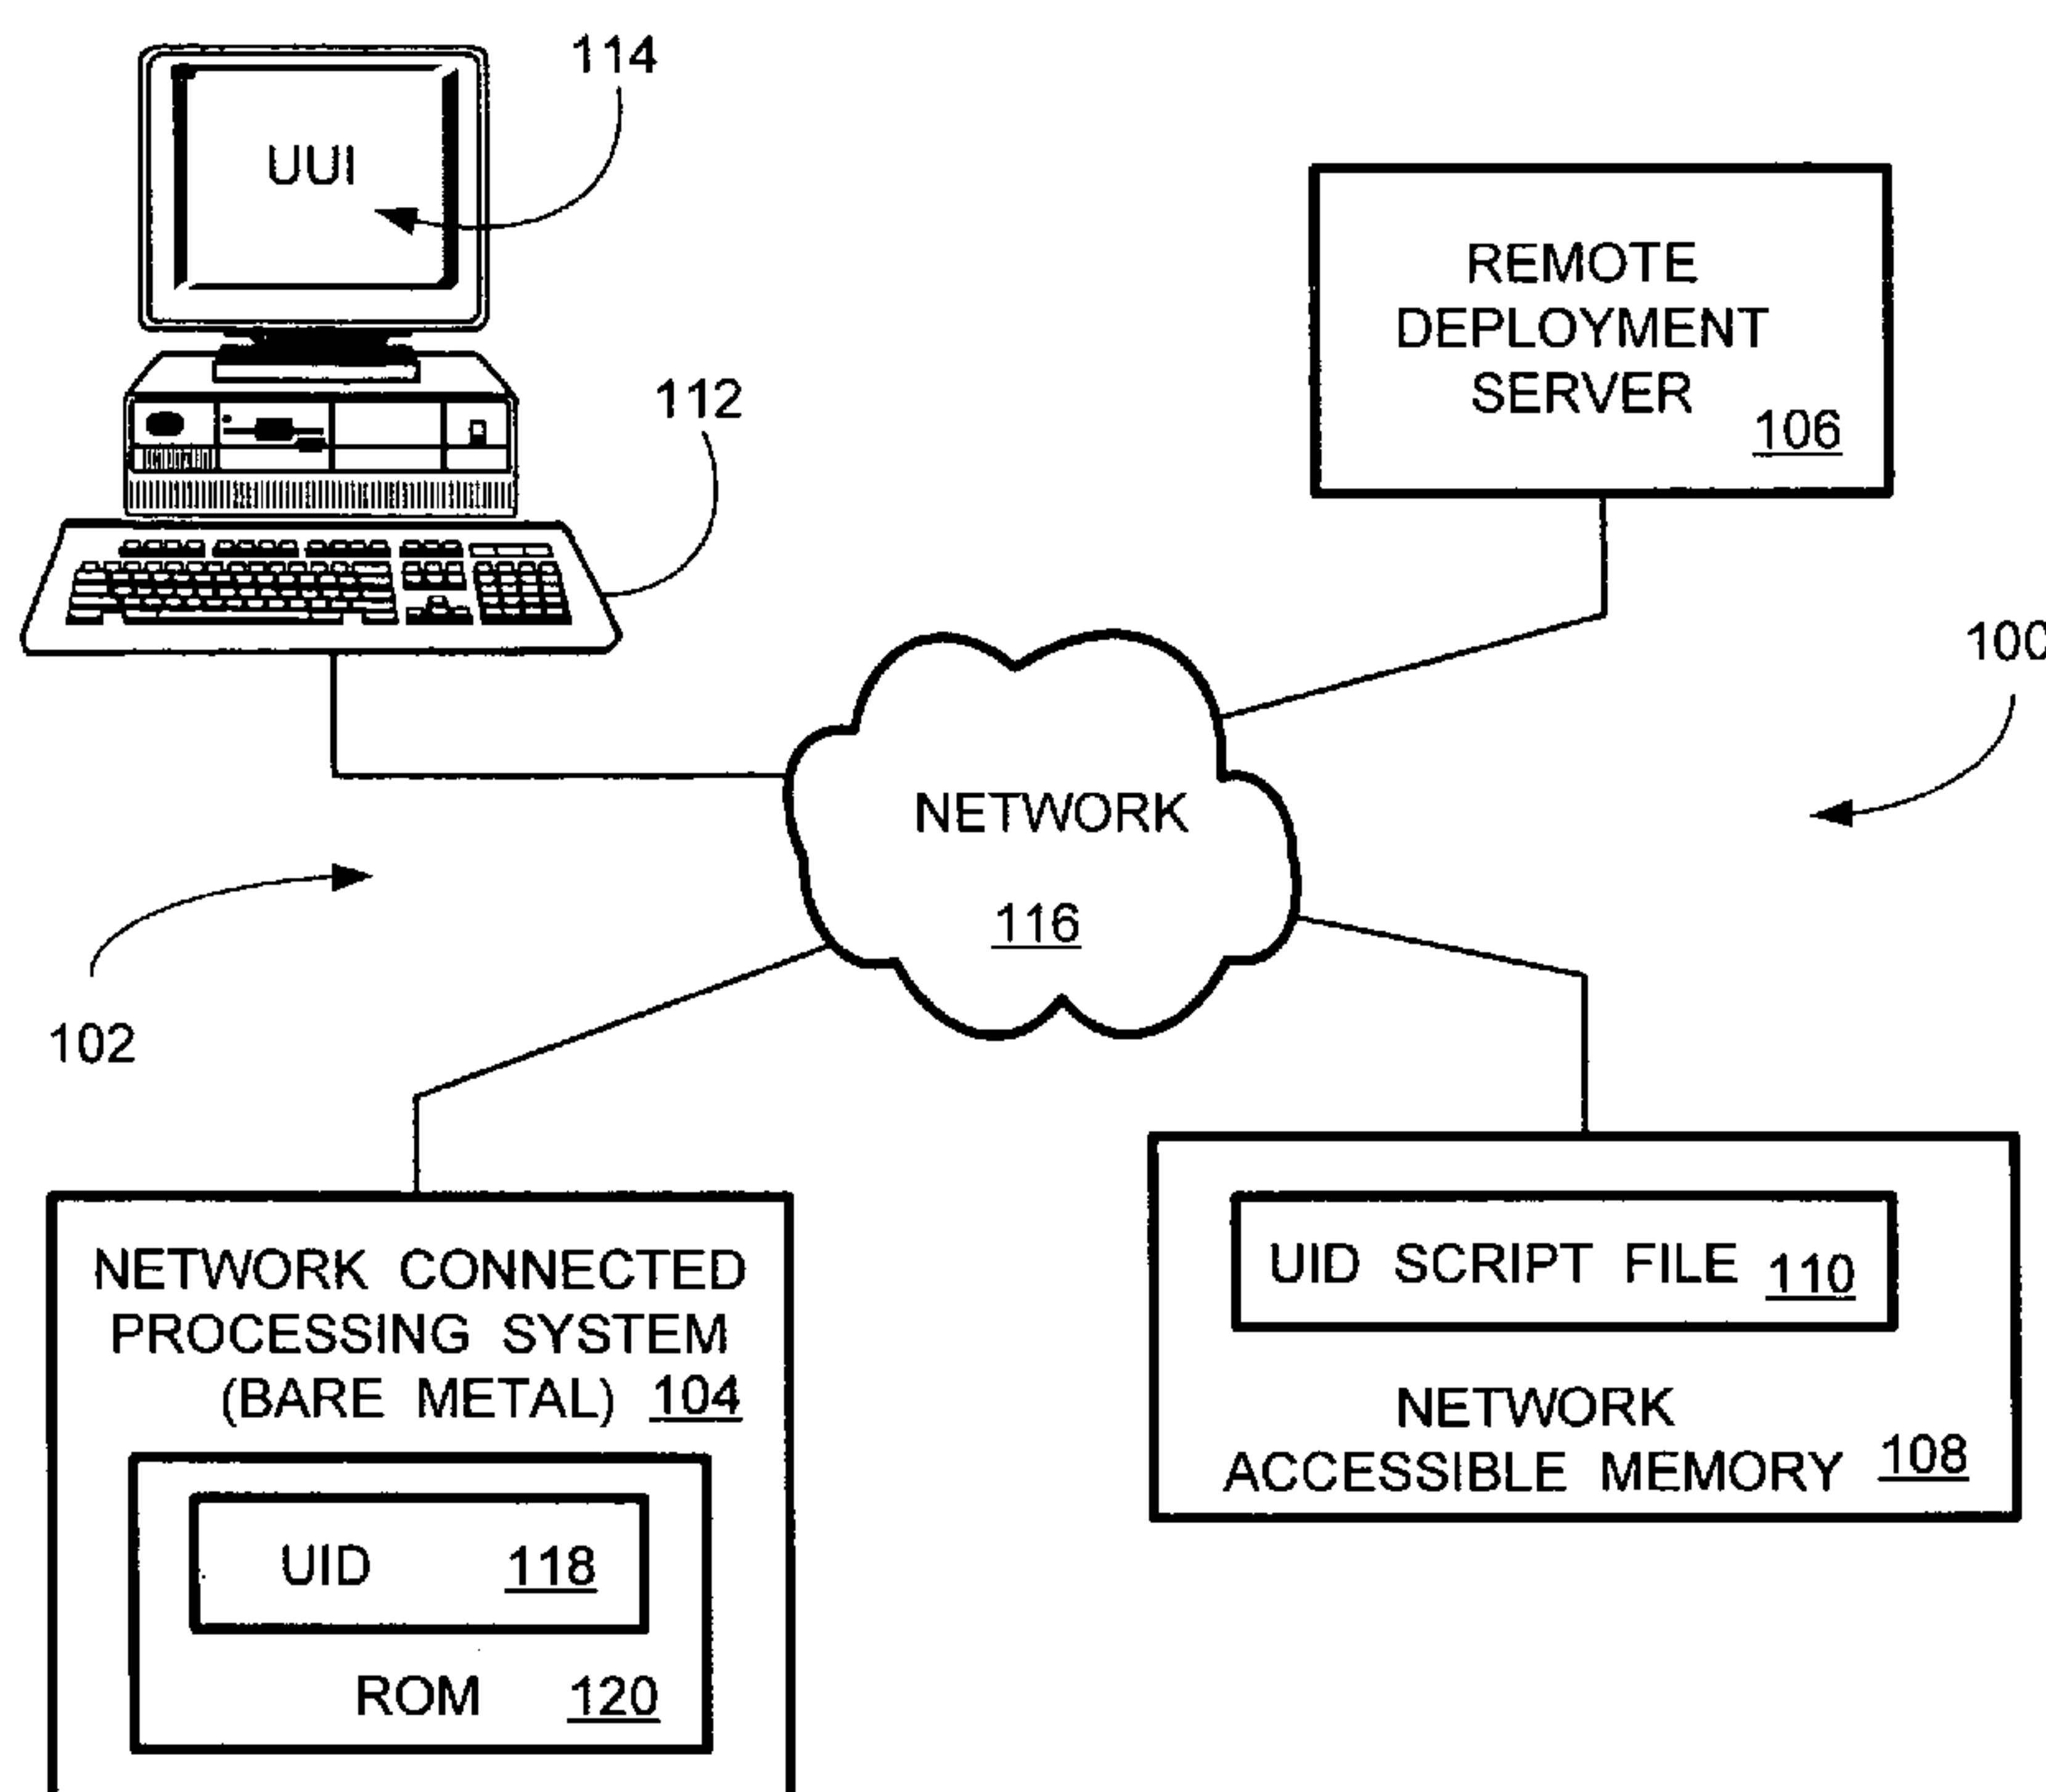 114
UUI
112
REMOTE
DEPLOYMENT
SERVER
106
100
NETWORK
116
102
NETWORK CONNECTED
PROCESSING SYSTEM
(BARE METAL) 104
UID 118
ROM 120
UID SCRIPT FILE 110
NETWORK
ACCESSIBLE MEMORY 108